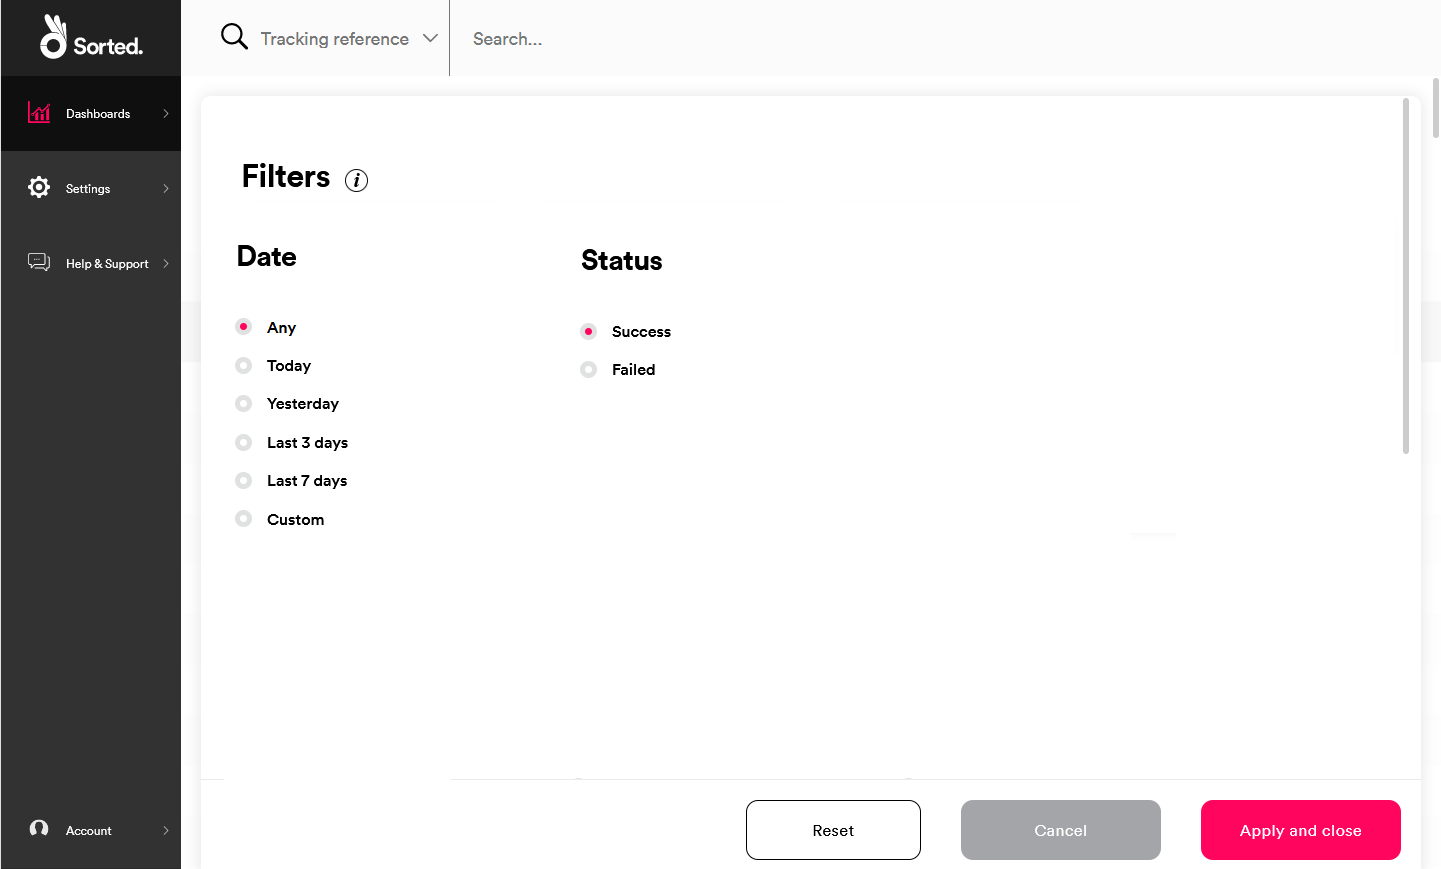 Sorted.
Tracking reference
Search...
Dashboards
Settings
Help & Support
Account
Filters
Date
Any
Today
Yesterday
Last 3 days
Last 7 days
Custom
Status
Success
Failed
Reset
Cancel
Apply and close